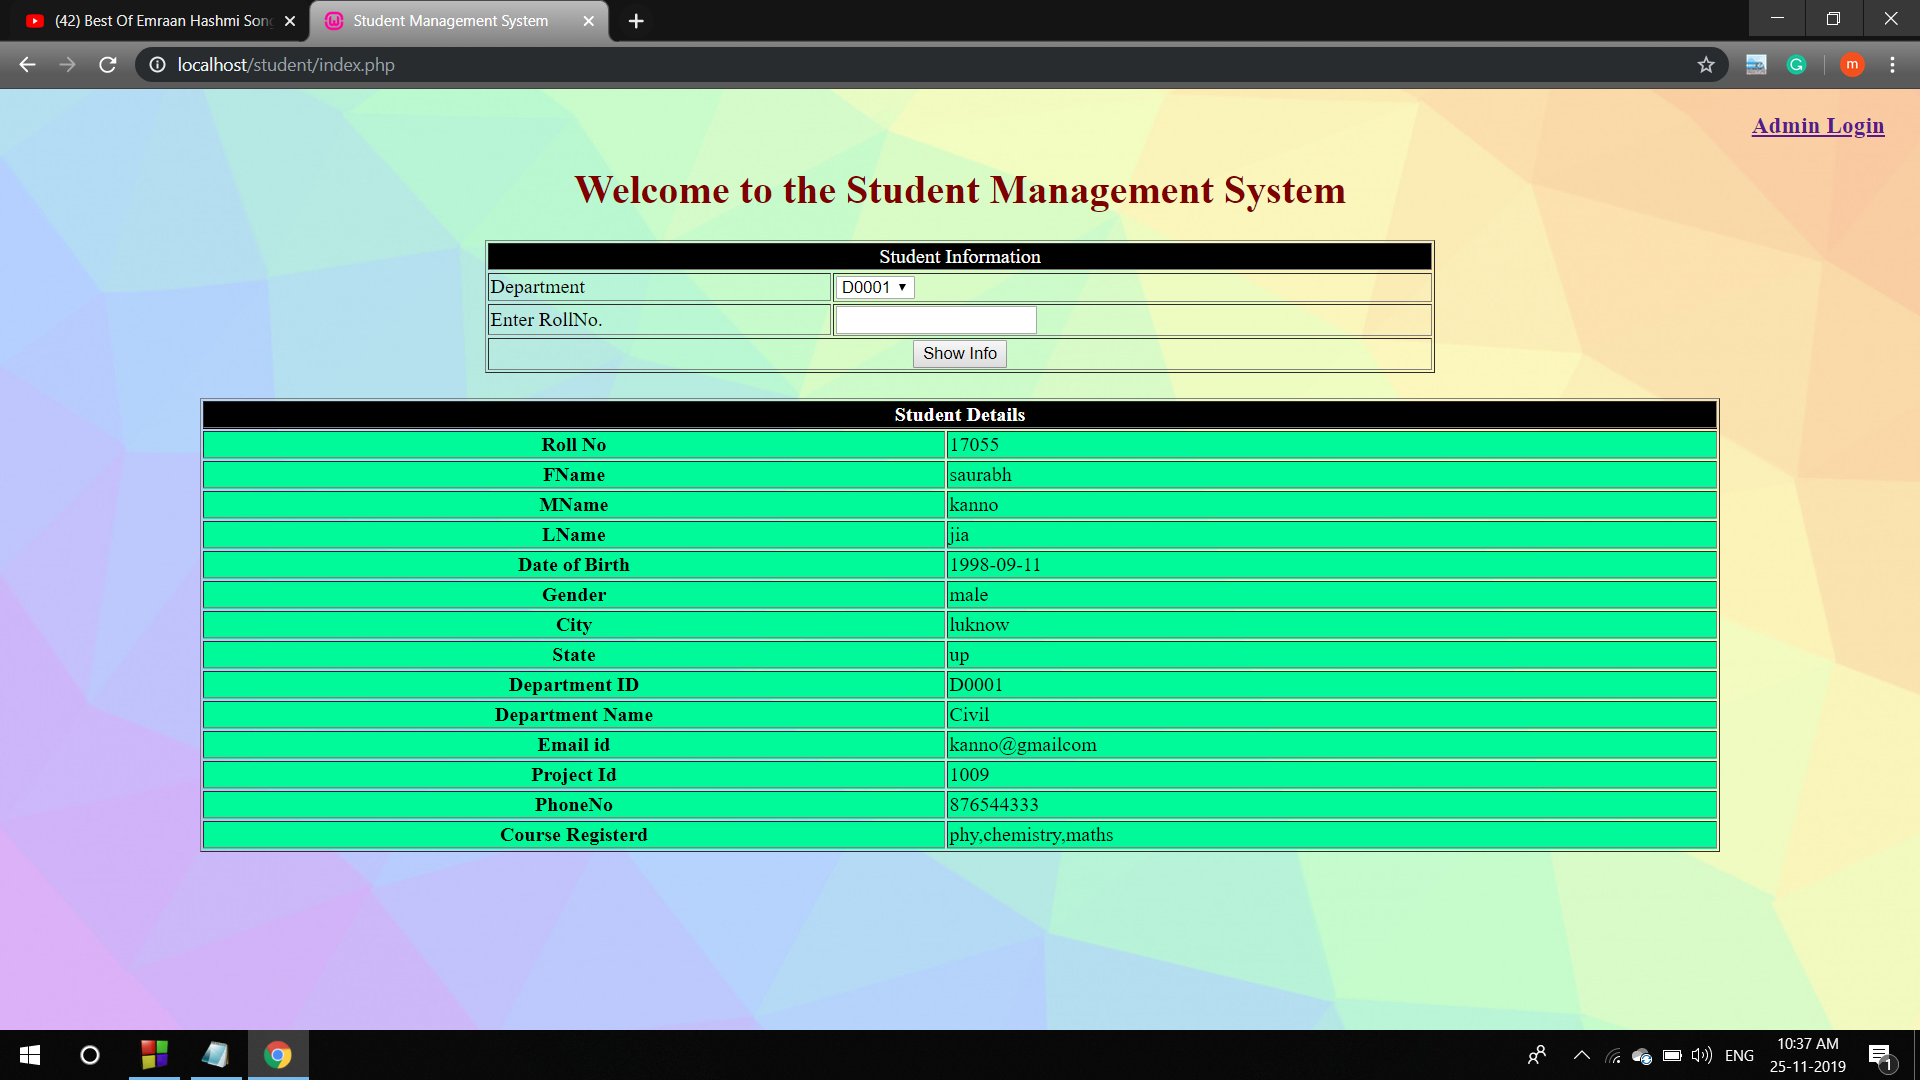 (42) Best Of Emraan Hashmi Son
Student Management System
localhost/student/index.php
m
Admin Login
Welcome to the Student Management System
Student Information
Department D0001
Enter RollNo.
Show Info
Student Details
Roll No 17055
FName saurabh
MName kanno
LName jia
Date of Birth 1998-09-11
Gender male
City luknow
State up
Department ID D0001
Department Name Civil
Email id kanno@gmailcom
Project Id 1009
PhoneNo 876544333
Course Registerd phy,chemistry,maths
ENG
10:37 AM
25-11-2019
1